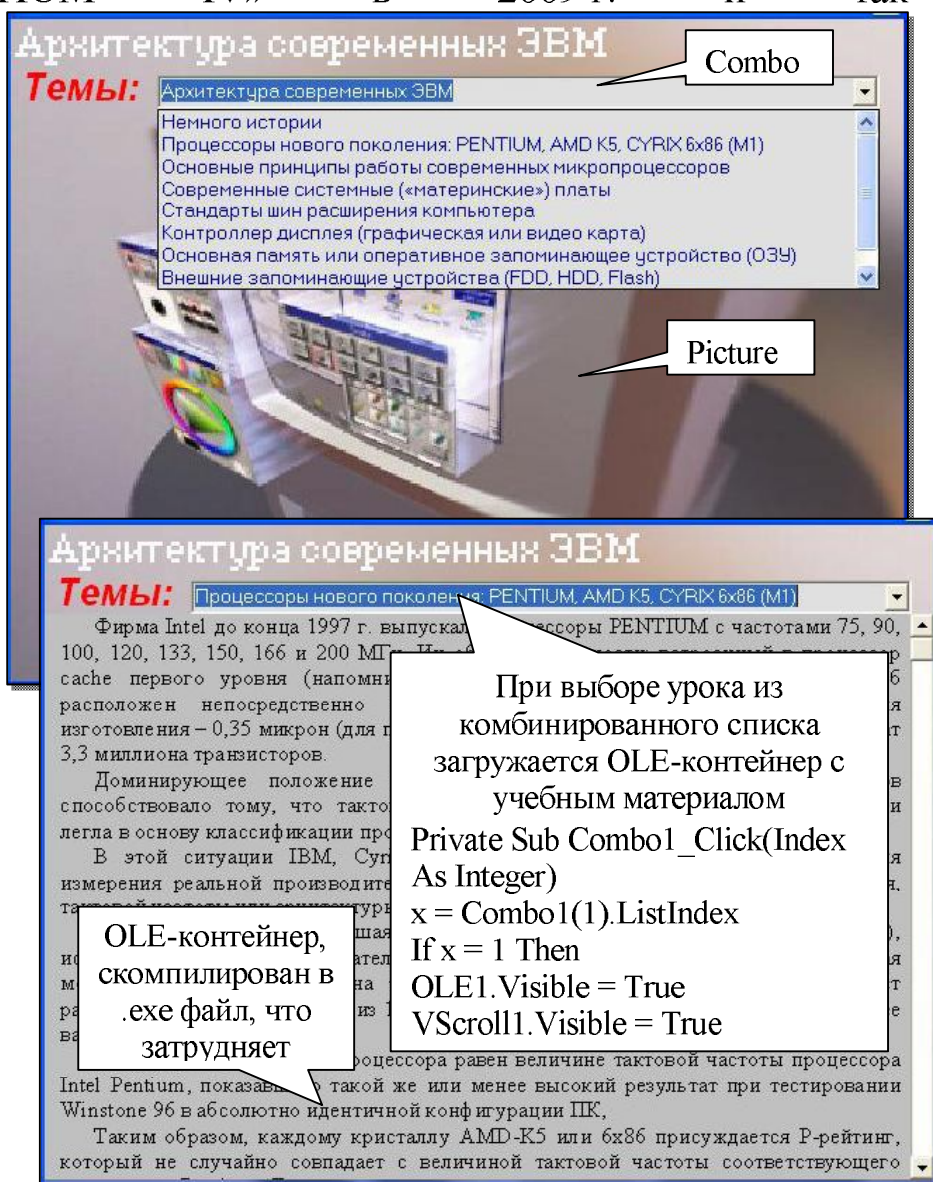 2009 г. и так
Архитектура современных ЭВМ
Combo
Темы: Архитектура современных ЭВМ
Немного истории
Процессоры нового поколения: PENTIUM, AMD K5, CYRIX 6x86 (M1)
Основные принципы работы современных микропроцессоров
Современные системные («материнские») платы
Стандарты шин расширения компьютера
Контроллер дисплея (графическая или видео карта)
Основная память или оперативное запоминающее устройство (ОЗУ)
Внешние запоминающие устройства (FDD, HDD, Flash)
Picture
Архитектура современных ЭВМ
Темы: Процессоры нового поколения: PENTIUM, AMD K5, CYRIX 6x86 (M1)
Фирма Intel до конца 1997 г. PENTIUM с частотами 75, 90,
100, 120, 133, 150, 166 и 200
cache первого уровня
расположен непосредственно
изготовления – 0,35 микрон (для
3,3 миллиона транзисторов.
Доминирующее положение
способствовало тому, что
легла в основу классификации
В этой ситуации IBM,
измерения реальной
При выборе урока из
комбинированного списка
загружается OLE-контейнер с
учебным материалом
Private Sub Combo1_Click(Index
As Integer)
x = Combo1(1).ListIndex
If x = 1 Then
OLE1.Visible = True
VScroll1.Visible = True
OLE-контейнер,
скомпилирован в
.exe файл, что
затрудняет
равен величине тактовой частоты процессора
Intel Pentium, такой же или менее высокий результат при тестировании
Winstone 96 в абсолютно идентичной конфигурации ПК,
Таким образом, каждому кристаллу AMD-K5 или 6x86 присуждается P-рейтинг,
который не случайно совпадает с величиной тактовой частоты соответствующего